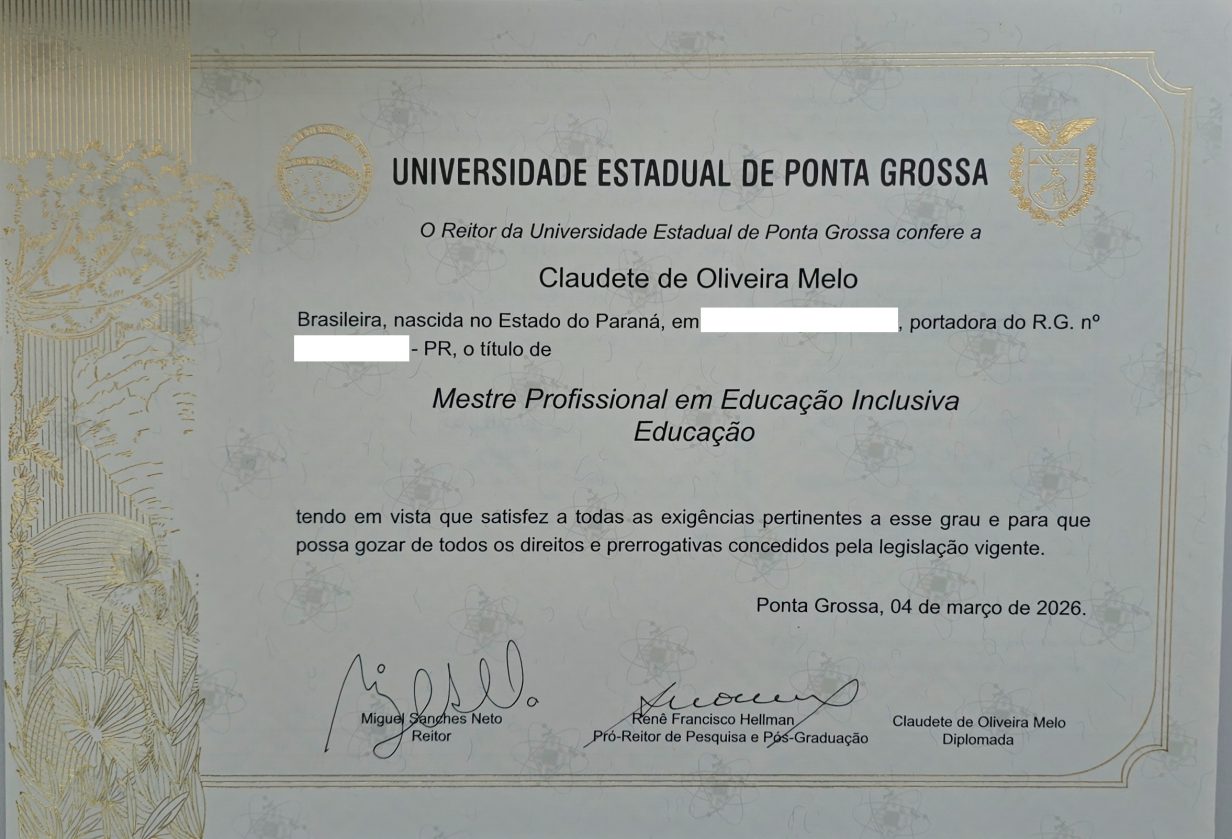 UNIVERSIDADE ESTADUAL DE PONTA GROSSA
O Reitor da Universidade Estadual de Ponta Grossa confere a
Claudete de Oliveira Melo
Brasileira, nascida no Estado do Paraná, em , portadora do R.G. nº
- PR, o título de
Mestre Profissional em Educação Inclusiva
Educação
tendo em vista que satisfez a todas as exigências pertinentes a esse grau e para que
possa gozar de todos os direitos e prerrogativas concedidos pela legislação vigente.
Ponta Grossa, 04 de março de 2026.
Miguel Sanches Neto
Reitor
Renê Francisco Hellman
Pró-Reitor de Pesquisa e Pós-Graduação
Claudete de Oliveira Melo
Diplomada